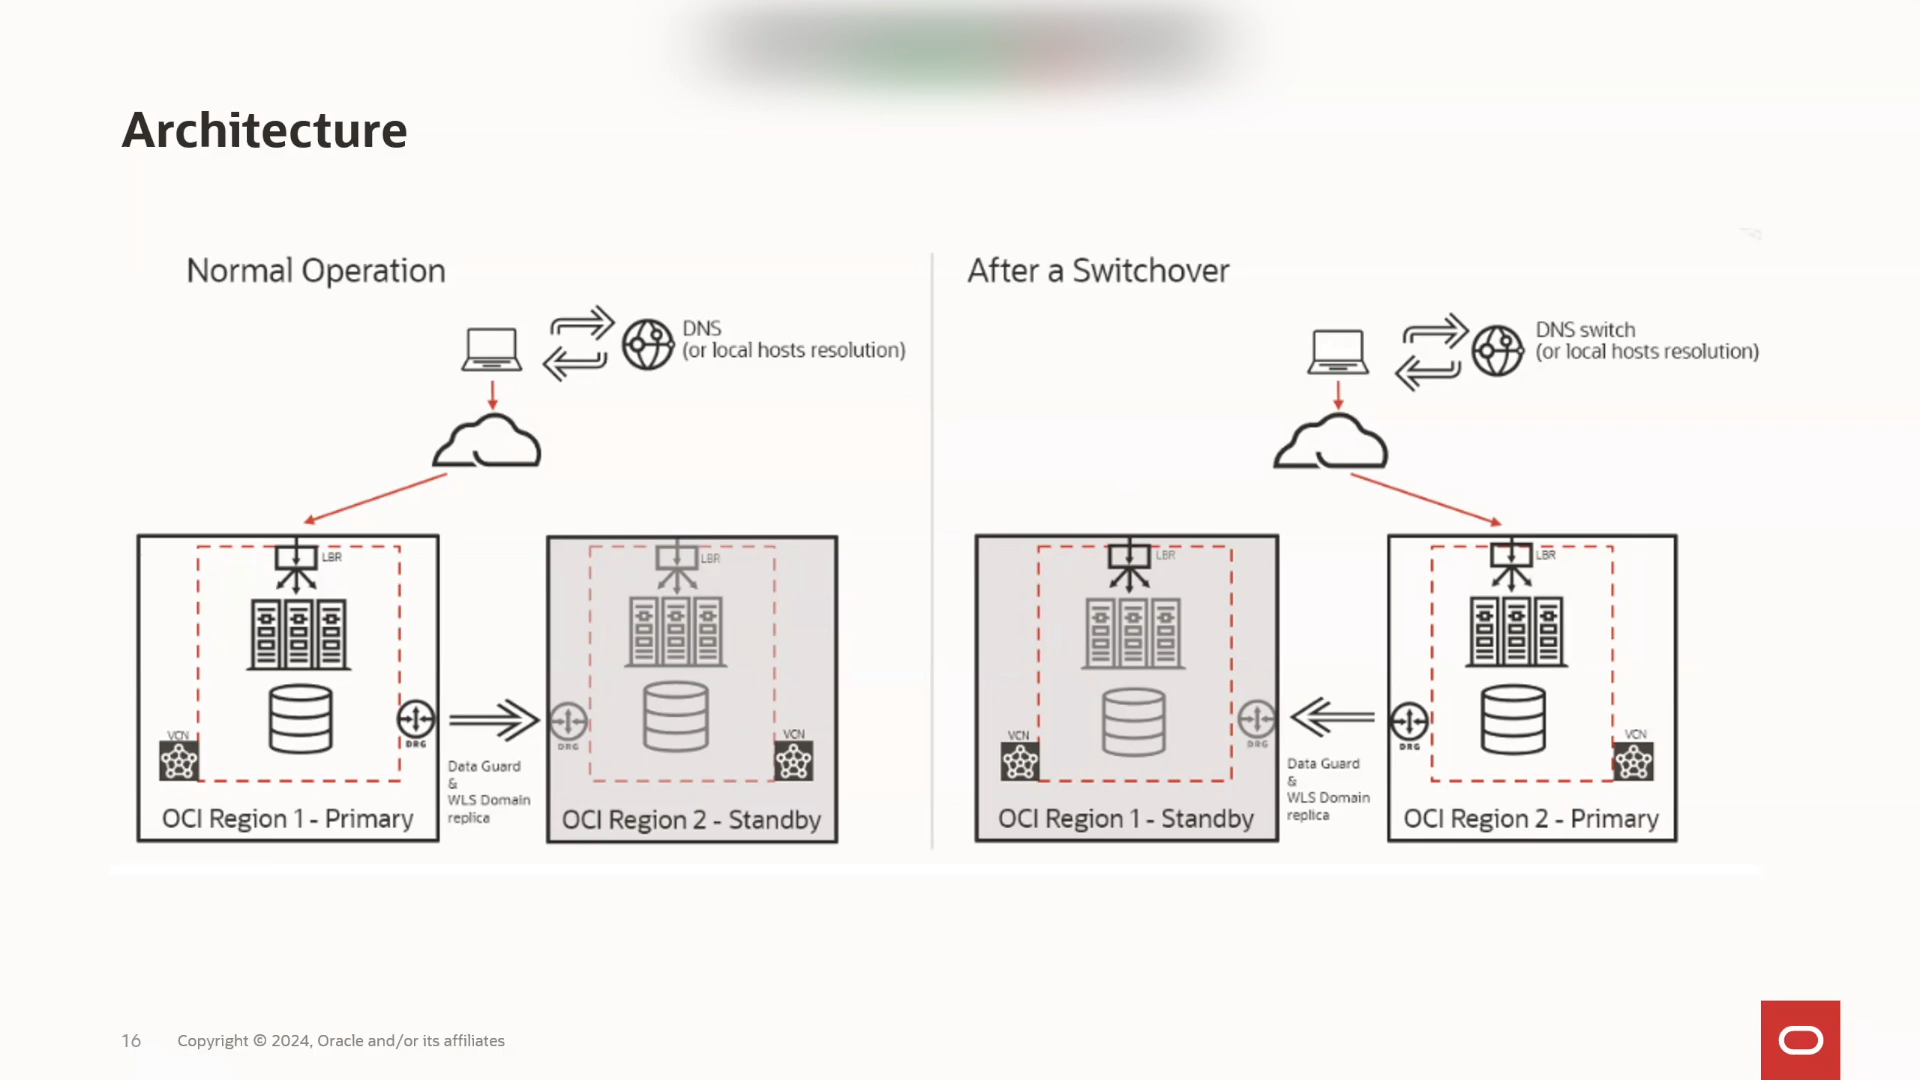 Architecture
Normal Operation
DNS
(or local hosts resolution)
LBR
VCN
DRG
OCI Region 1 - Primary
Data Guard
&
WLS Domain
replica
LBR
DRG
VCN
OCI Region 2 - Standby
After a Switchover
DNS switch
(or local hosts resolution)
LBR
VCN
DRG
OCI Region 1 - Standby
Data Guard
&
WLS Domain
replica
LBR
DRG
VCN
OCI Region 2 - Primary
16
Copyright © 2024, Oracle and/or its affiliates